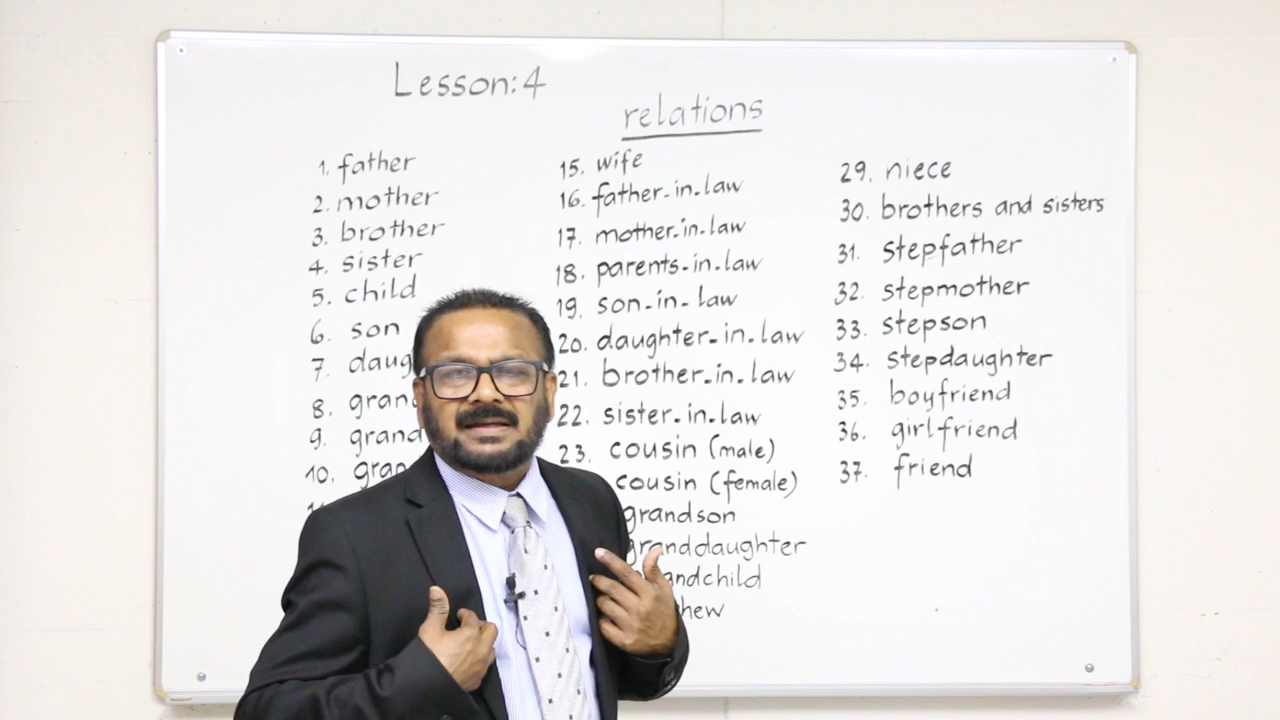 Lesson:4
relations
1. father
2. mother
3. brother
4. sister
5. child
6. son
7. daug
8. gran
9. grand
10. gran
15. wife
16. father-in-law
17. mother-in-law
18. parents-in-law
19. son-in-law
20. daughter-in-law
21. brother-in-law
22. sister-in-law
23. cousin (male)
cousin (female)
grandson
granddaughter
andchild
hew
29. niece
30. brothers and sisters
31. stepfather
32. stepmother
33. stepson
34. stepdaughter
35. boyfriend
36. girlfriend
37. friend